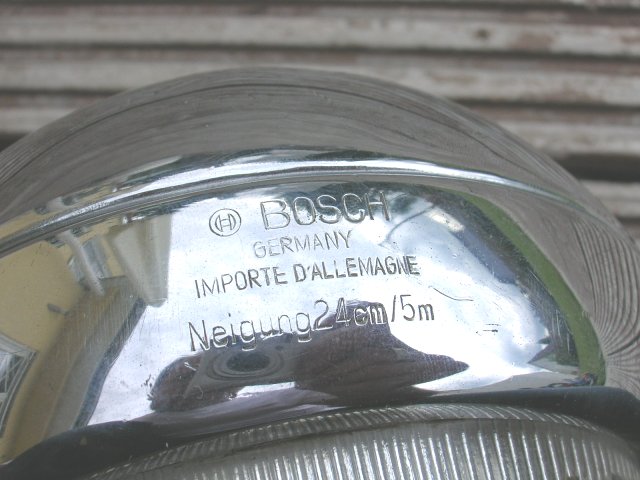 BOSCH
GERMANY
IMPORTE D'ALLEMAGNE
Neigung24cm/5m